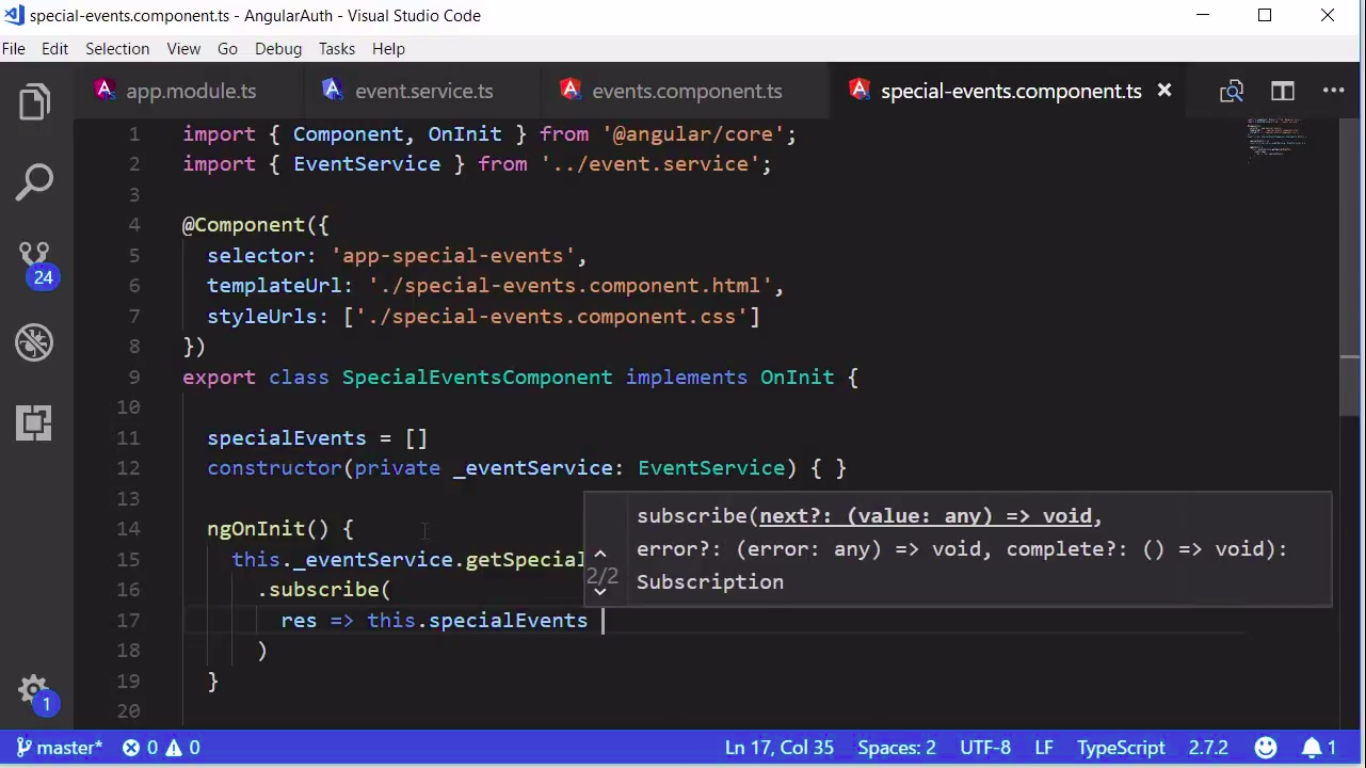 special-events.component.ts - AngularAuth - Visual Studio Code
File Edit Selection View Go Debug Tasks Help
app.module.ts event.service.ts events.component.ts special-events.component.ts
1 import { Component, OnInit } from '@angular/core';
2 import { EventService } from '../event.service';
3
4 @Component({
5 selector: 'app-special-events',
24
6 templateUrl: './special-events.component.html',
7 styleUrls: ['./special-events.component.css']
8 })
9 export class SpecialEventsComponent implements OnInit {
10
11 specialEvents = []
12 constructor(private _eventService: EventService) { }
13
subscribe(next?: (value: any) => void,
14 ngOnInit() {
error?: (error: any) => void, complete?: () => void):
15 this._eventService.getSpecial
2/2 Subscription
16 .subscribe(
17 res => this.specialEvents
18 )
19 }
1
20
master* 0 0 Ln 17, Col 35 Spaces: 2 UTF-8 LF TypeScript 2.7.2 1